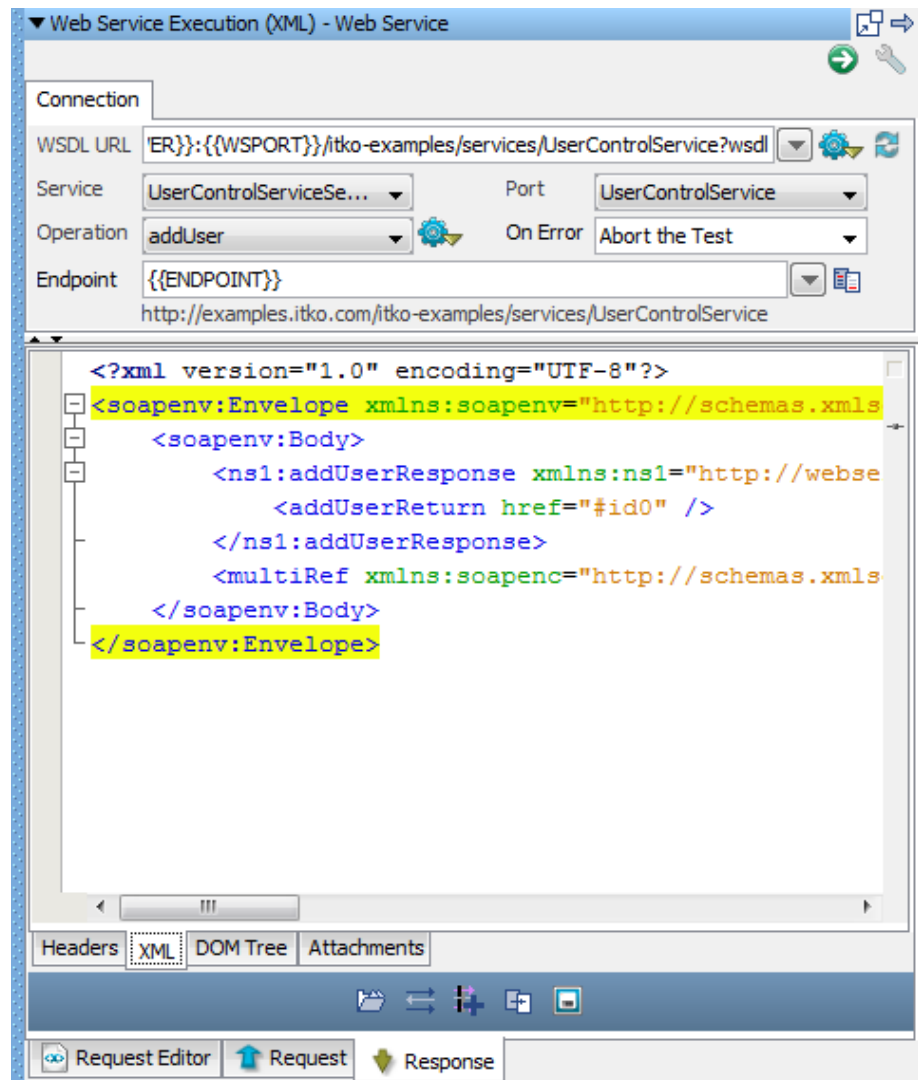 Web Service Execution (XML) - Web Service
Connection
WSDL URL 'ER}}:{{WSPORT}}/itko-examples/services/UserControlService?wsdl
Service UserControlServiceSe... Port UserControlService
Operation addUser On Error Abort the Test
Endpoint {{ENDPOINT}}
http://examples.itko.com/itko-examples/services/UserControlService
<?xml version="1.0" encoding="UTF-8"?>
<soapenv:Envelope xmlns:soapenv="http://schemas.xmls
<soapenv:Body>
<ns1:addUserResponse xmlns:ns1="http://webse
<addUserReturn href="#id0" />
</ns1:addUserResponse>
<multiRef xmlns:soapenc="http://schemas.xmls
</soapenv:Body>
</soapenv:Envelope>
Headers XML DOM Tree Attachments
Request Editor Request Response